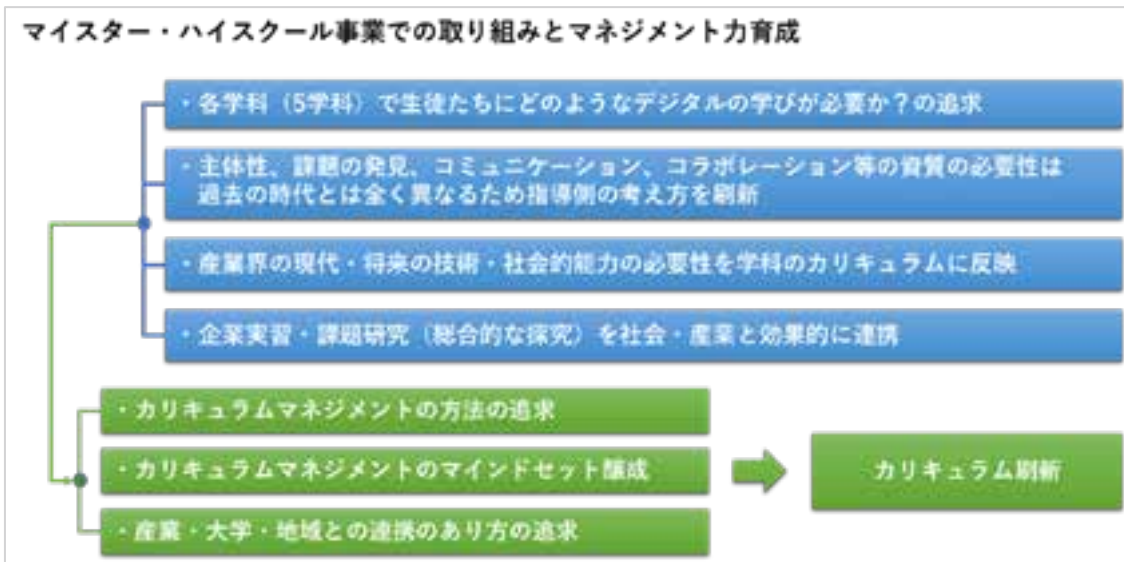 マイスター・ハイスクール事業での取り組みとマネジメント力育成
・各学科（5学科）で生徒たちにどのようなデジタルの学びが必要か？の追求
・主体性、課題の発見、コミュニケーション、コラボレーション等の資質の必要性は
過去の時代とは全く異なるため指導側の考え方を刷新
・産業界の現代・将来の技術・社会的能力の必要性を学科のカリキュラムに反映
・企業実習・課題研究（総合的な探究）を社会・産業と効果的に連携
・カリキュラムマネジメントの方法の追求
・カリキュラムマネジメントのマインドセット醸成
・産業・大学・地域との連携のあり方の追求
カリキュラム刷新